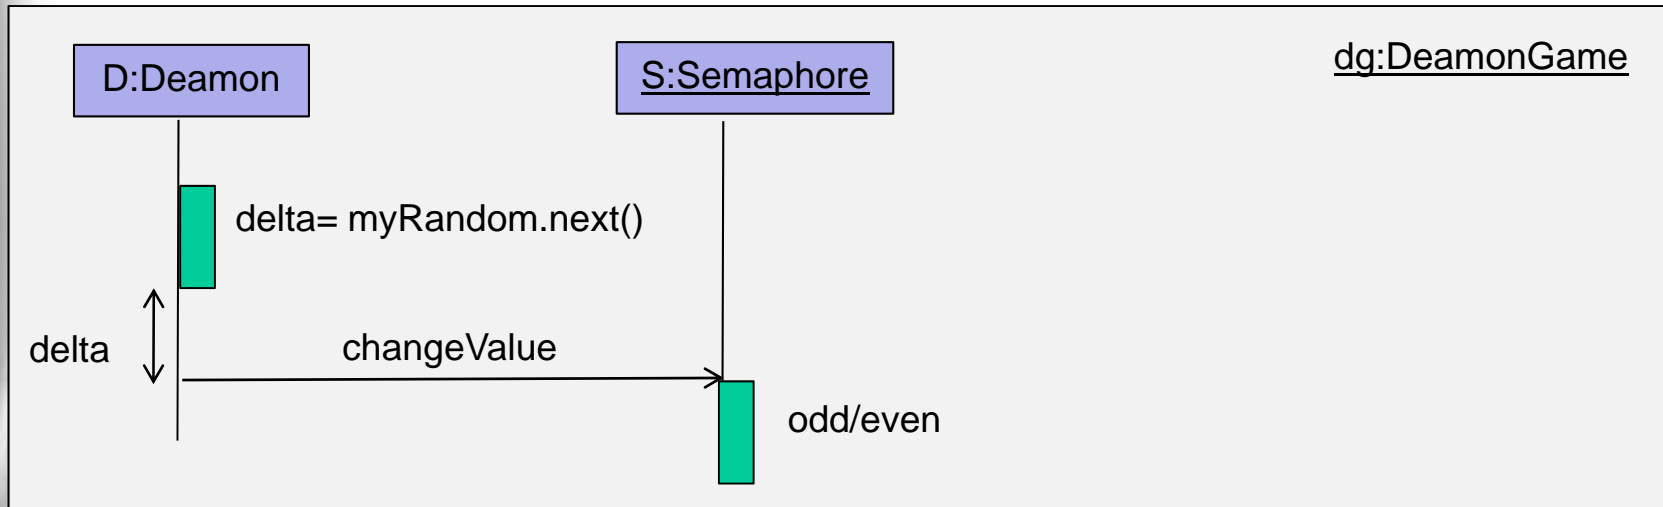 D:Deamon
S:Semaphore
dg:DeamonGame
delta= myRandom.next()
delta
changeValue
odd/even